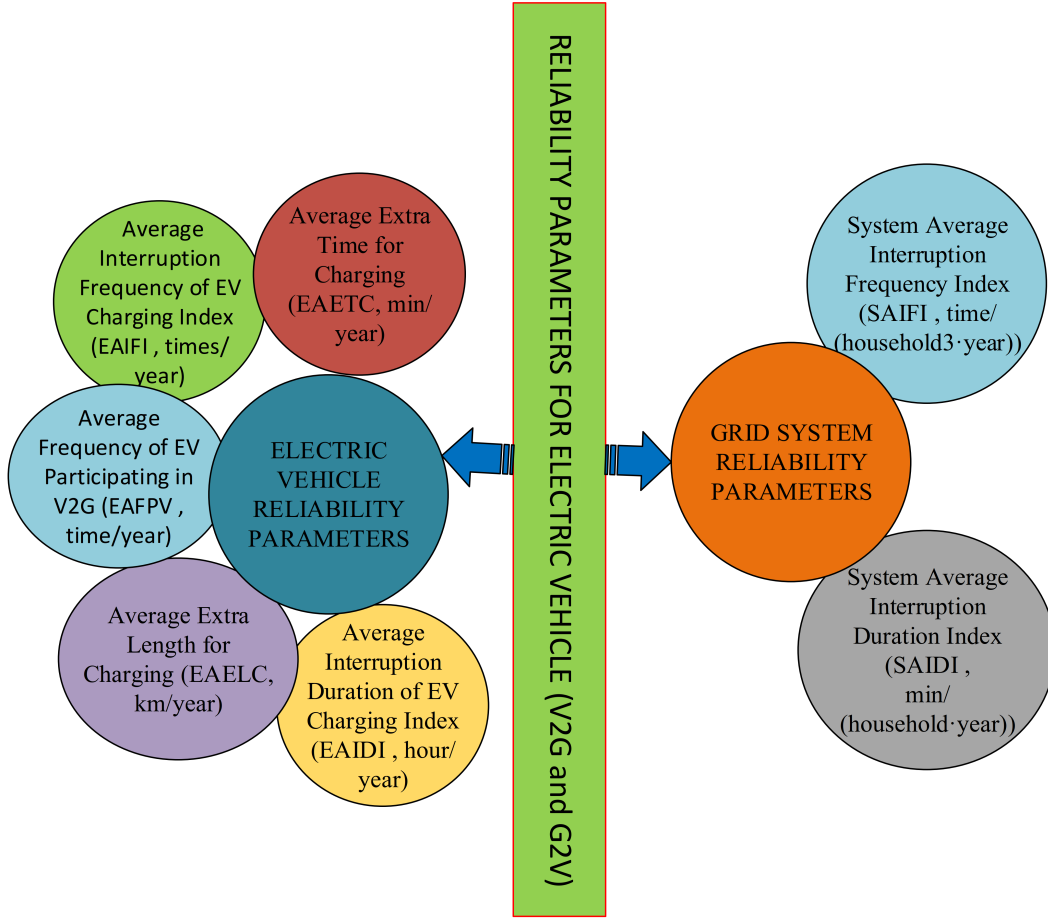 RELIABILITY PARAMETERS FOR ELECTRIC VEHICLE (V2G and G2V)
Average
Interruption
Frequency of EV
Charging Index
(EAIFI , times/
year)
Average Extra
Time for
Charging
(EAETC, min/
year)
Average
Frequency of EV
Participating in
V2G (EAFPV ,
time/year)
ELECTRIC
VEHICLE
RELIABILITY
PARAMETERS
Average Extra
Length for
Charging (EAELC,
km/year)
Average
Interruption
Duration of EV
Charging Index
(EAIDI , hour/
year)
System Average
Interruption
Frequency Index
(SAIFI , time/
(household3·year))
GRID SYSTEM
RELIABILITY
PARAMETERS
System Average
Interruption
Duration Index
(SAIDI ,
min/
(household·year))